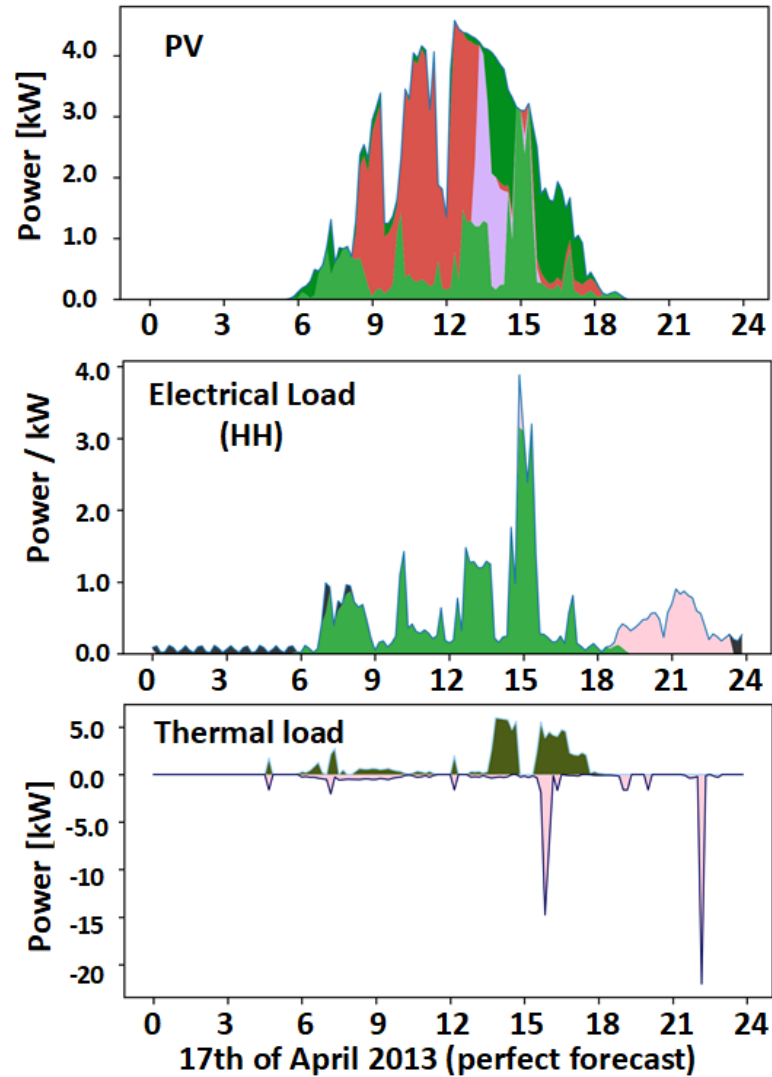 PV
Power [kW]
4.0
3.0
2.0
1.0
0.0
0 3 6 9 12 15 18 21 24
Electrical Load
(HH)
Power / kW
4.0
3.0
2.0
1.0
0.0
0 3 6 9 12 15 18 21 24
Thermal load
Power [kW]
5.0
0.0
-5.0
-10
-15
-20
0 3 6 9 12 15 18 21 24
17th of April 2013 (perfect forecast)